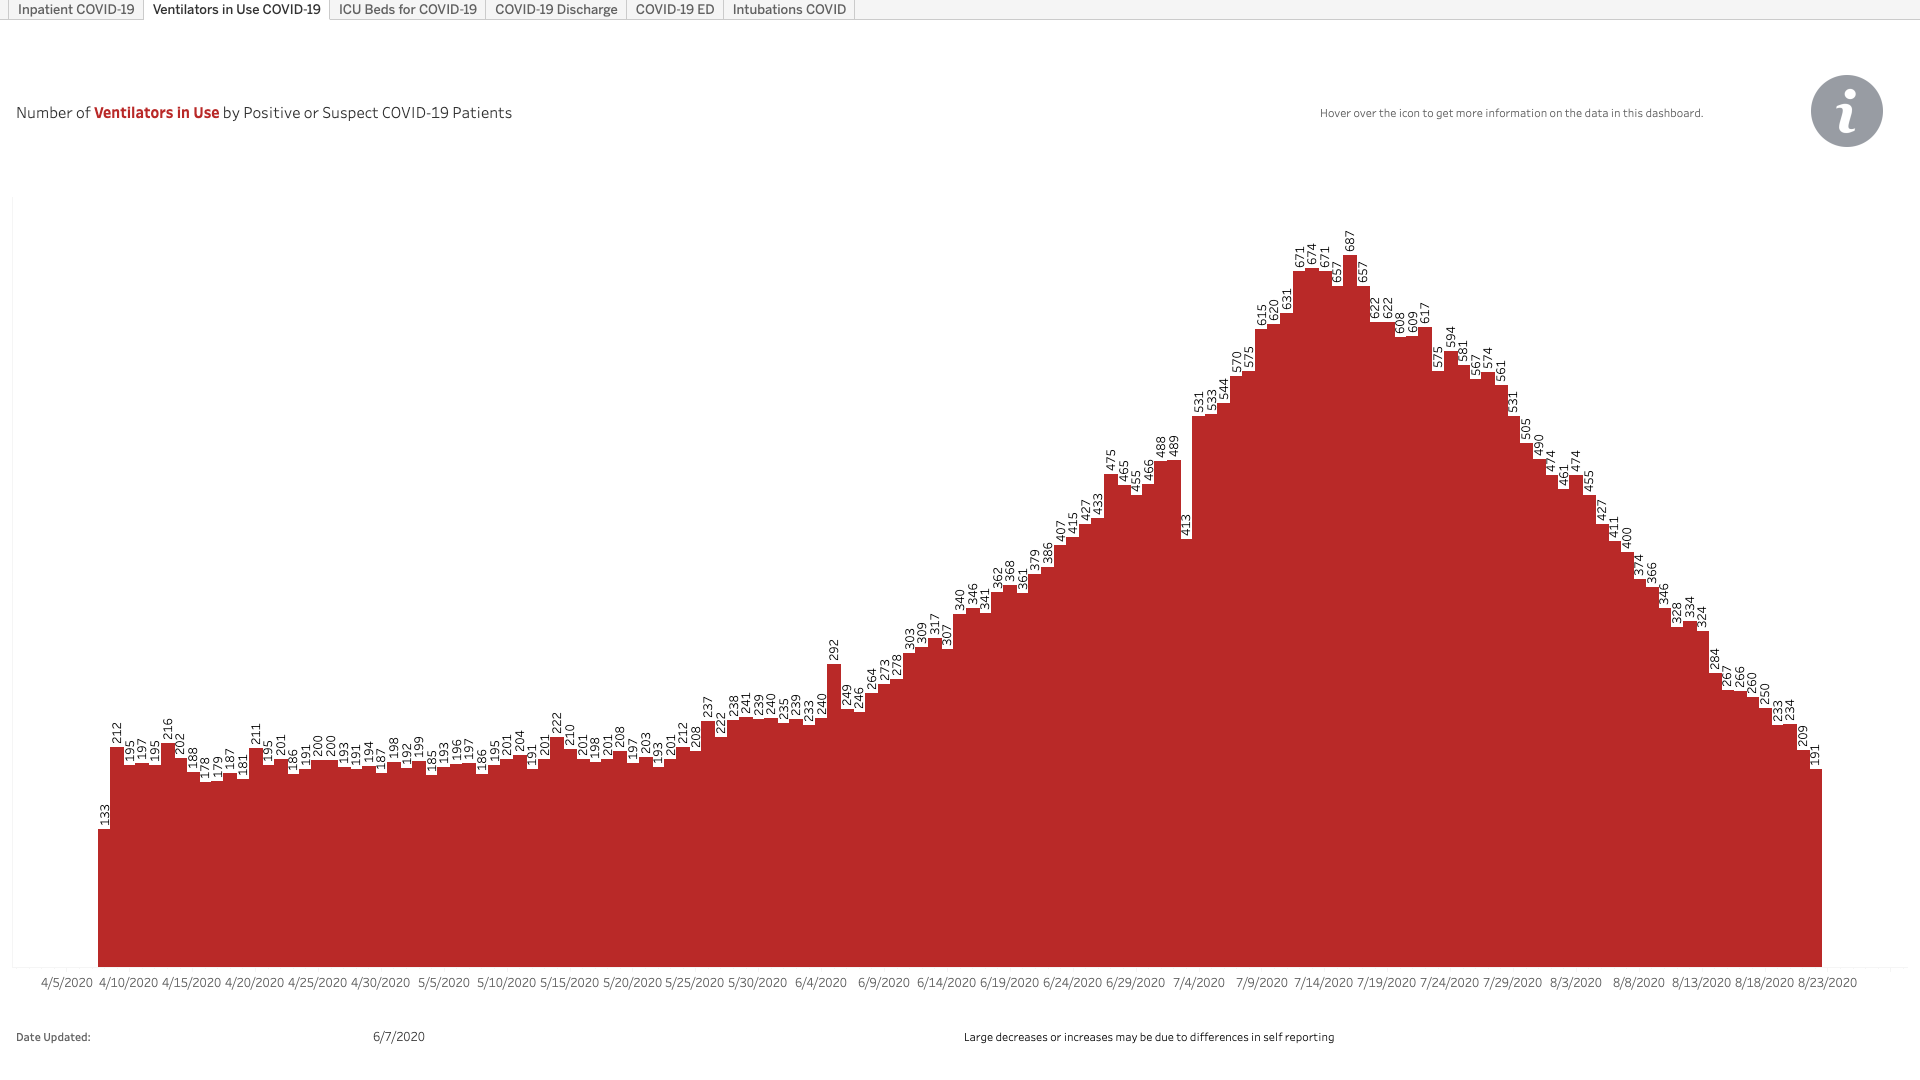 Inpatient COVID-19 Ventilators in Use COVID-19 ICU Beds for COVID-19 COVID-19 Discharge COVID-19 ED Intubations COVID
Number of Ventilators in Use by Positive or Suspect COVID-19 Patients
Hover over the icon to get more information on the data in this dashboard.
i
133 212 195 197 195 216 202 188 178 179 187 181 211 195 201 186 191 200 200 193 191 194 187 198 192 199 185 193 196 197 186 195 201 204 191 201 222 210 201 198 201 208 197 203 193 201 212 208 237 222 238 241 239 240 235 239 233 240 292 249 246 264 273 278 303 309 317 307 340 346 341 362 368 361 379 386 407 415 427 433 475 465 455 466 488 489 413 531 533 544 570 575 615 620 631 671 674 671 657 687 657 622 622 608 609 617 575 594 581 567 574 561 531 505 490 474 461 474 455 427 411 400 374 366 346 328 334 324 284 267 266 260 250 233 234 209 191
4/5/2020 4/10/2020 4/15/2020 4/20/2020 4/25/2020 4/30/2020 5/5/2020 5/10/2020 5/15/2020 5/20/2020 5/25/2020 5/30/2020 6/4/2020 6/9/2020 6/14/2020 6/19/2020 6/24/2020 6/29/2020 7/4/2020 7/9/2020 7/14/2020 7/19/2020 7/24/2020 7/29/2020 8/3/2020 8/8/2020 8/13/2020 8/18/2020 8/23/2020
Date Updated: 6/7/2020 Large decreases or increases may be due to differences in self reporting